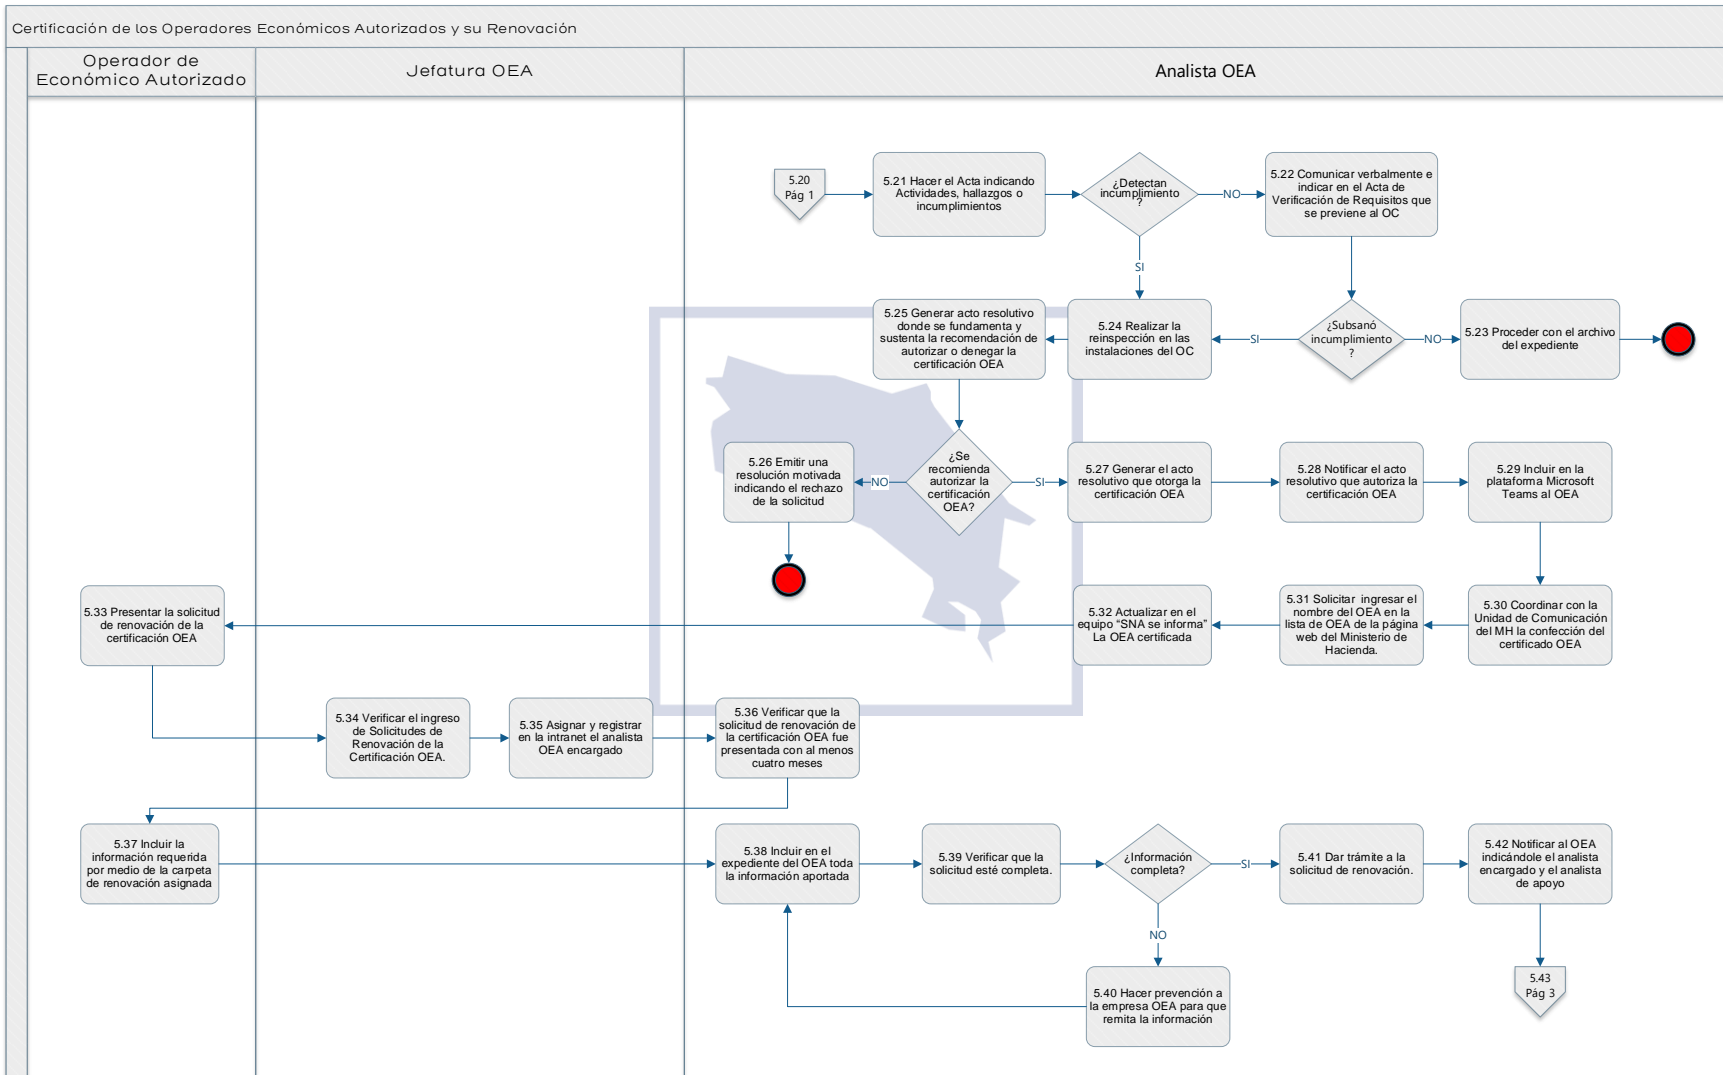 Certificación de los Operadores Económicos Autorizados y su Renovación
Operador de
Económico Autorizado
Jefatura OEA
Analista OEA
5.20
Pág 1
5.21 Hacer el Acta indicando
Actividades, hallazgos o
incumplimientos
¿Detectan
incumplimiento
?
NO
5.22 Comunicar verbalmente e
indicar en el Acta de
Verificación de Requisitos que
se previene al OC
SI
5.25 Generar acto resolutivo
donde se fundamenta y
sustenta la recomendación de
autorizar o denegar la
certificación OEA
5.24 Realizar la
reinspección en las
instalaciones del OC
SI
¿Subsanó
incumplimiento
?
NO
5.23 Proceder con el archivo
del expediente
5.26 Emitir una
resolución motivada
indicando el rechazo
de la solicitud
NO
¿Se
recomienda
autorizar la
certificación
OEA?
SI
5.27 Generar el acto
resolutivo que otorga la
certificación OEA
5.28 Notificar el acto
resolutivo que autoriza la
certificación OEA
5.29 Incluir en la
plataforma Microsoft
Teams al OEA
5.33 Presentar la solicitud
de renovación de la
certificación OEA
5.32 Actualizar en el
equipo “SNA se informa”
La OEA certificada
5.31 Solicitar  ingresar el
nombre del OEA en la
lista de OEA de la página
web del Ministerio de
Hacienda.
5.30 Coordinar con la
Unidad de Comunicación
del MH la confección del
certificado OEA
5.34 Verificar el ingreso
de Solicitudes de
Renovación de la
Certificación OEA.
5.35 Asignar y registrar
en la intranet el analista
OEA encargado
5.36 Verificar que la
solicitud de renovación de
la certificación OEA fue
presentada con al menos
cuatro meses
5.37 Incluir la
información requerida
por medio de la carpeta
de renovación asignada
5.38 Incluir en el
expediente del OEA toda
la información aportada
5.39 Verificar que la
solicitud esté completa.
¿Información
completa?
SI
5.41 Dar trámite a la
solicitud de renovación.
5.42 Notificar al OEA
indicándole el analista
encargado y el analista
de apoyo
NO
5.40 Hacer prevención a
la empresa OEA para que
remita la información
5.43
Pág 3